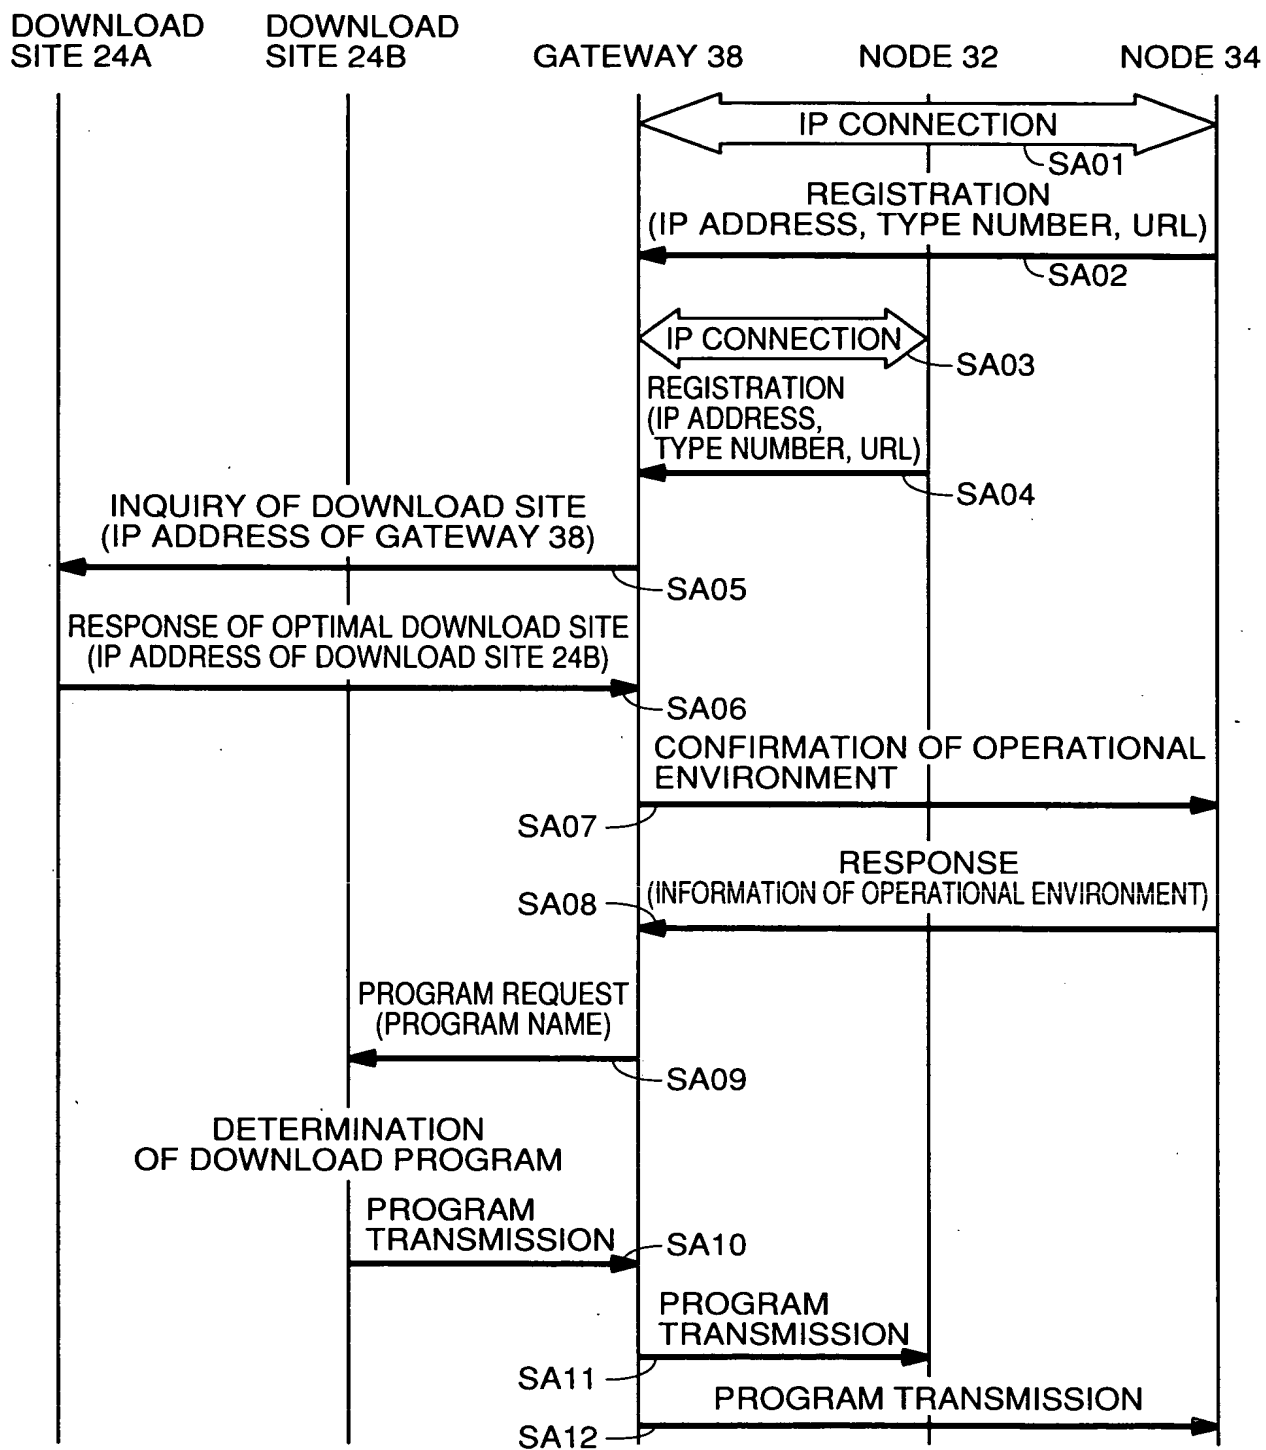 DOWNLOAD
SITE 24A
DOWNLOAD
SITE 24B
GATEWAY 38
NODE 32
NODE 34
IP CONNECTION
SA01
REGISTRATION
(IP ADDRESS, TYPE NUMBER, URL)
SA02
IP CONNECTION
SA03
REGISTRATION
(IP ADDRESS,
TYPE NUMBER, URL)
SA04
INQUIRY OF DOWNLOAD SITE
(IP ADDRESS OF GATEWAY 38)
SA05
RESPONSE OF OPTIMAL DOWNLOAD SITE
(IP ADDRESS OF DOWNLOAD SITE 24B)
SA06
CONFIRMATION OF OPERATIONAL
ENVIRONMENT
SA07
RESPONSE
(INFORMATION OF OPERATIONAL ENVIRONMENT)
SA08
PROGRAM REQUEST
(PROGRAM NAME)
SA09
DETERMINATION
OF DOWNLOAD PROGRAM
PROGRAM
TRANSMISSION
SA10
PROGRAM
TRANSMISSION
SA11
PROGRAM TRANSMISSION
SA12